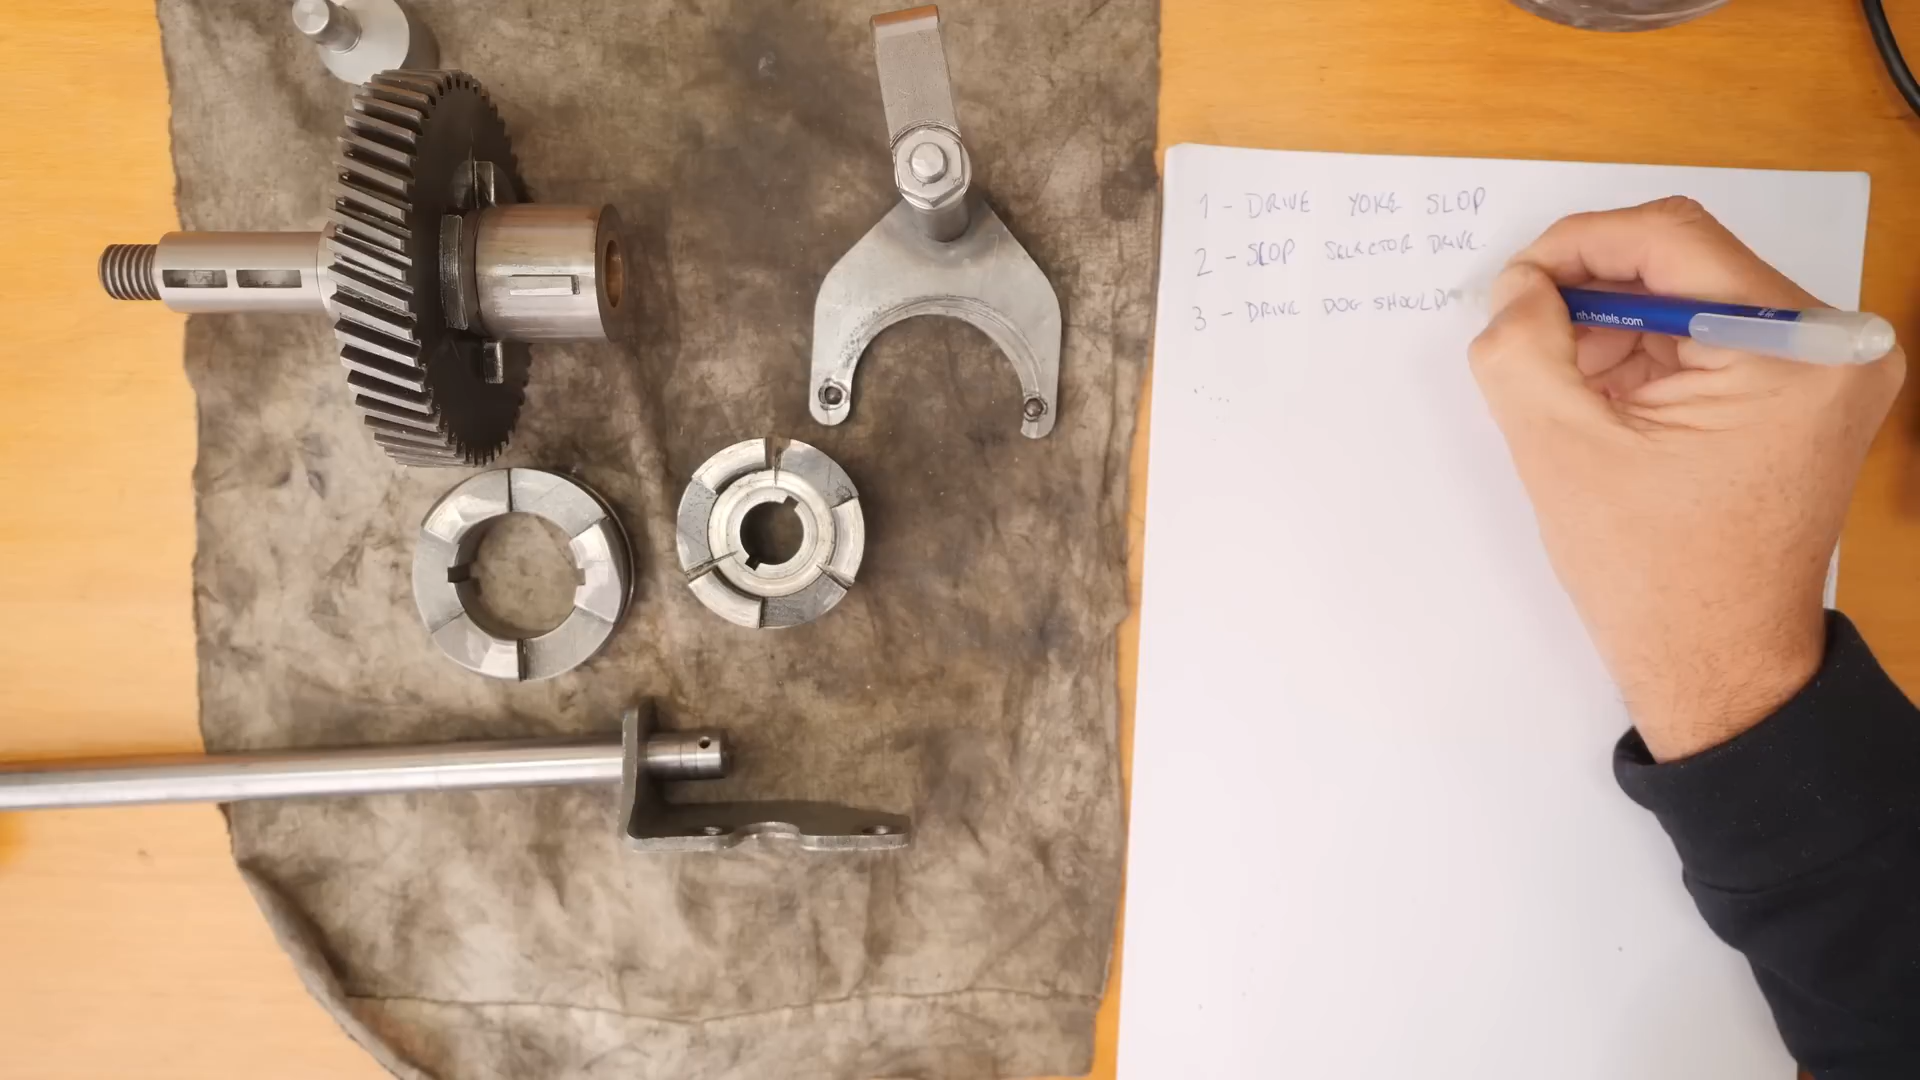 1 - DRIVE YOKE SLOP
2 - SLOP SELECTOR DRIVE.
3 - DRIVE DOG SHOULD
nh-hotels.com